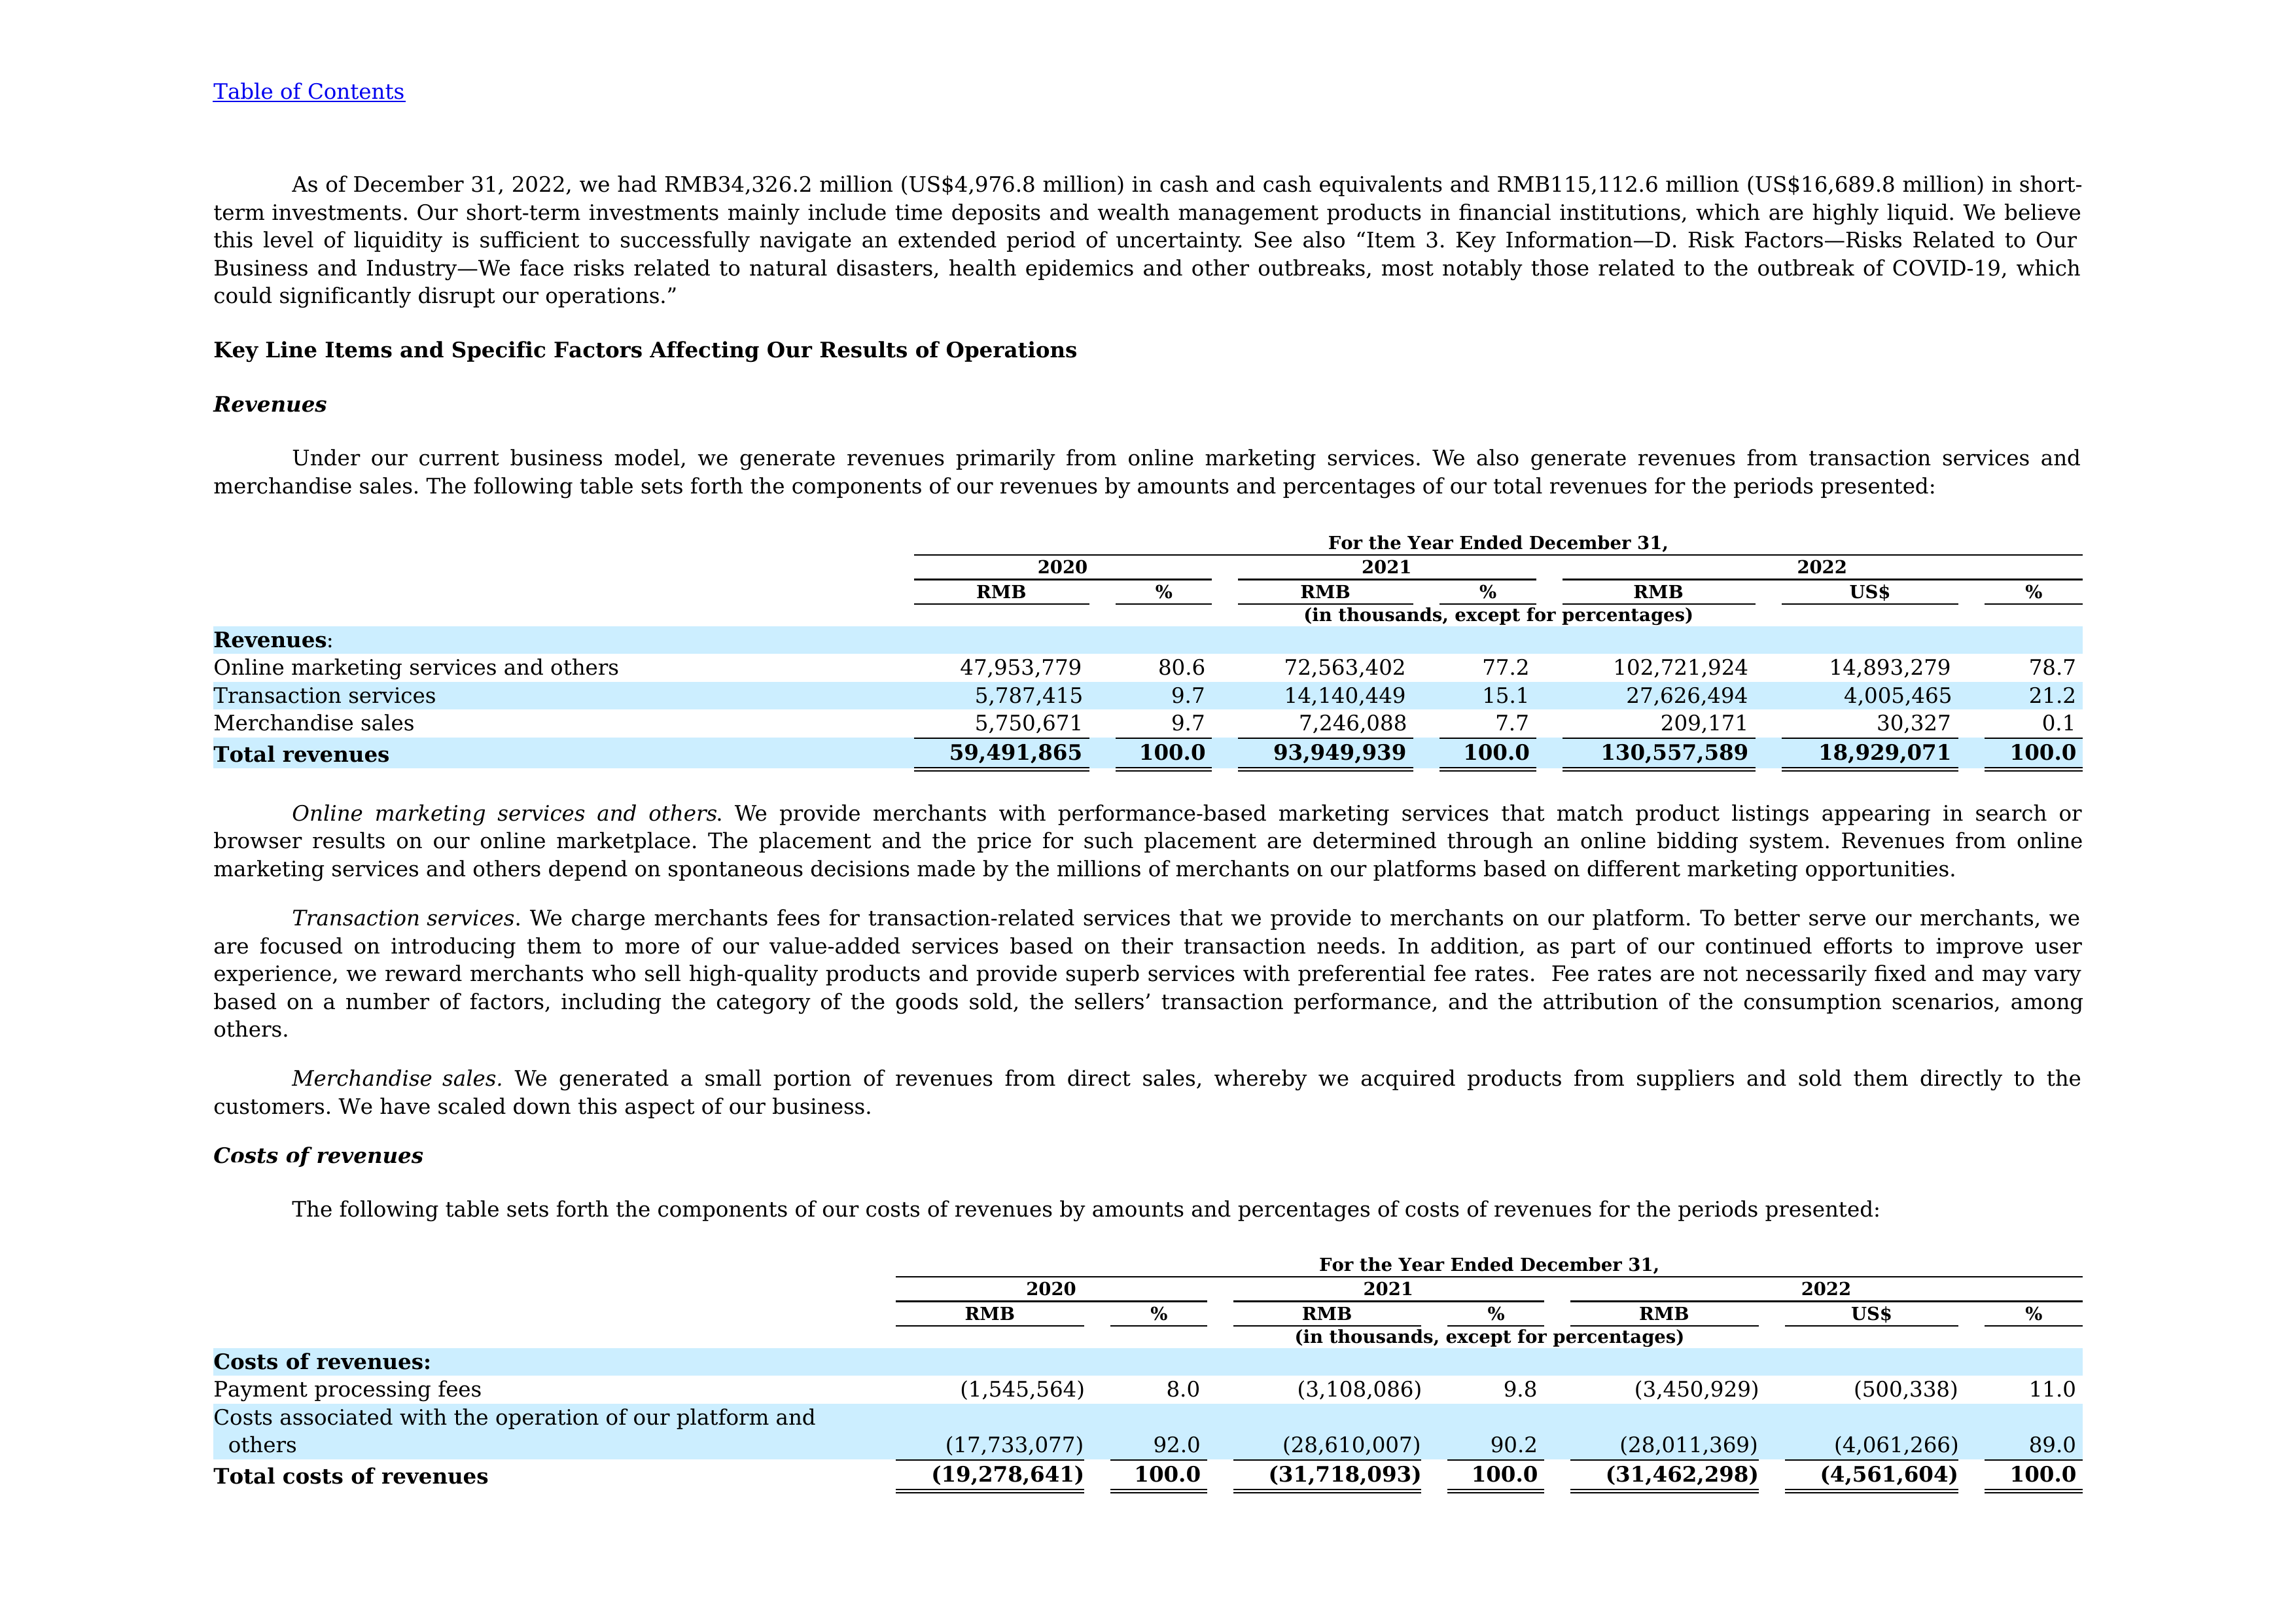 Table of Contents
As of December 31, 2022, we had RMB34,326.2 million (US$4,976.8 million) in cash and cash equivalents and RMB115,112.6 million (US$16,689.8 million) in short-
term investments. Our short-term investments mainly include time deposits and wealth management products in financial institutions, which are highly liquid. We believe
this level of liquidity is sufficient to successfully navigate an extended period of uncertainty. See also “Item 3. Key Information—D. Risk Factors—Risks Related to Our
Business and Industry—We face risks related to natural disasters, health epidemics and other outbreaks, most notably those related to the outbreak of COVID-19, which
could significantly disrupt our operations.”
Key Line Items and Specific Factors Affecting Our Results of Operations
Revenues
Under our current business model, we generate revenues primarily from online marketing services. We also generate revenues from transaction services and
merchandise sales. The following table sets forth the components of our revenues by amounts and percentages of our total revenues for the periods presented:
For the Year Ended December 31,
2020 2021 2022
RMB % RMB % RMB US$ %
(in thousands, except for percentages)
Revenues:
Online marketing services and others 47,953,779 80.6 72,563,402 77.2 102,721,924 14,893,279 78.7
Transaction services 5,787,415 9.7 14,140,449 15.1 27,626,494 4,005,465 21.2
Merchandise sales 5,750,671 9.7 7,246,088 7.7 209,171 30,327 0.1
Total revenues 59,491,865 100.0 93,949,939 100.0 130,557,589 18,929,071 100.0
Online marketing services and others. We provide merchants with performance-based marketing services that match product listings appearing in search or
browser results on our online marketplace. The placement and the price for such placement are determined through an online bidding system. Revenues from online
marketing services and others depend on spontaneous decisions made by the millions of merchants on our platforms based on different marketing opportunities.
Transaction services. We charge merchants fees for transaction-related services that we provide to merchants on our platform. To better serve our merchants, we
are focused on introducing them to more of our value-added services based on their transaction needs. In addition, as part of our continued efforts to improve user
experience, we reward merchants who sell high-quality products and provide superb services with preferential fee rates. Fee rates are not necessarily fixed and may vary
based on a number of factors, including the category of the goods sold, the sellers’ transaction performance, and the attribution of the consumption scenarios, among
others.
Merchandise sales. We generated a small portion of revenues from direct sales, whereby we acquired products from suppliers and sold them directly to the
customers. We have scaled down this aspect of our business.
Costs of revenues
The following table sets forth the components of our costs of revenues by amounts and percentages of costs of revenues for the periods presented:
For the Year Ended December 31,
2020 2021 2022
RMB % RMB % RMB US$ %
(in thousands, except for percentages)
Costs of revenues:
Payment processing fees (1,545,564) 8.0 (3,108,086) 9.8 (3,450,929) (500,338) 11.0
Costs associated with the operation of our platform and
others (17,733,077) 92.0 (28,610,007) 90.2 (28,011,369) (4,061,266) 89.0
Total costs of revenues (19,278,641) 100.0 (31,718,093) 100.0 (31,462,298) (4,561,604) 100.0